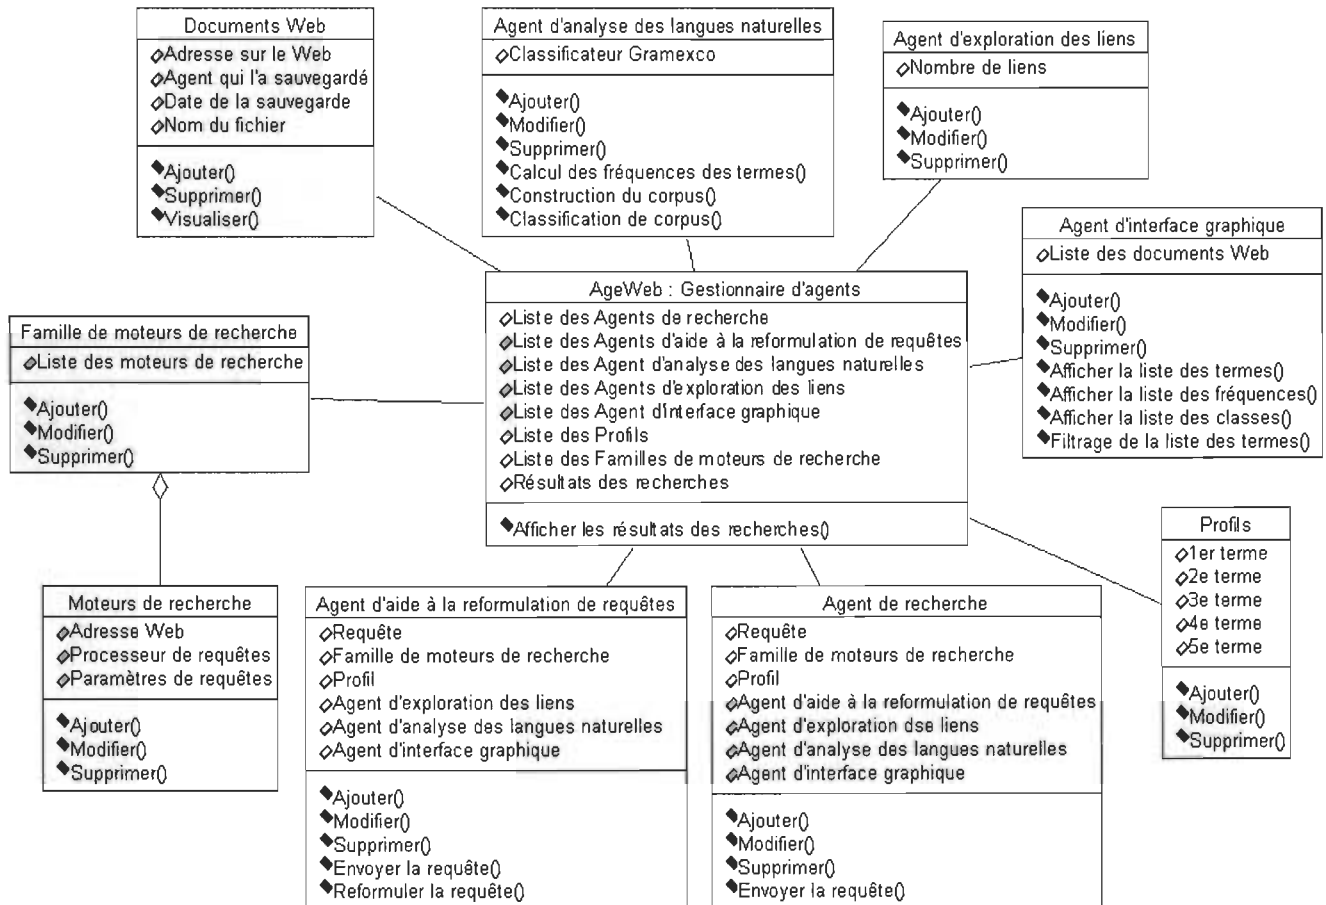 Documents Web
Adresse sur le Web
Agent qui l'a sauvegardé
Date de la sauvegarde
Nom du fichier
Ajouter()
Supprimer()
Visualiser()
Agent d'analyse des langues naturelles
Classificateur Gramexco
Ajouter()
Modifier()
Supprimer()
Calcul des fréquences des termes()
Construction du corpus()
Classification de corpus()
Agent d'exploration des liens
Nombre de liens
Ajouter()
Modifier()
Supprimer()
Agent d'interface graphique
Liste des documents Web
Ajouter()
Modifier()
Supprimer()
Afficher la liste des termes()
Afficher la liste des fréquences()
Afficher la liste des classes()
Filtrage de la liste des termes()
AgeWeb : Gestionnaire d'agents
Liste des Agents de recherche
Liste des Agents d'aide à la reformulation de requêtes
Liste des Agent d'analyse des langues naturelles
Liste des Agents d'exploration des liens
Liste des Agent d'interface graphique
Liste des Profils
Liste des Familles de moteurs de recherche
Résultats des recherches
Afficher les résultats des recherches()
Famille de moteurs de recherche
Liste des moteurs de recherche
Ajouter()
Modifier()
Supprimer()
Moteurs de recherche
Adresse Web
Processeur de requêtes
Paramètres de requêtes
Ajouter()
Modifier()
Supprimer()
Agent d'aide à la reformulation de requêtes
Requête
Famille de moteurs de recherche
Profil
Agent d'exploration des liens
Agent d'analyse des langues naturelles
Agent d'interface graphique
Ajouter()
Modifier()
Supprimer()
Envoyer la requête()
Reformuler la requête()
Agent de recherche
Requête
Famille de moteurs de recherche
Profil
Agent d'aide à la reformulation de requêtes
Agent d'exploration dse liens
Agent d'analyse des langues naturelles
Agent d'interface graphique
Ajouter()
Modifier()
Supprimer()
Envoyer la requête()
Profils
1er terme
2e terme
3e terme
4e terme
5e terme
Ajouter()
Modifier()
Supprimer()